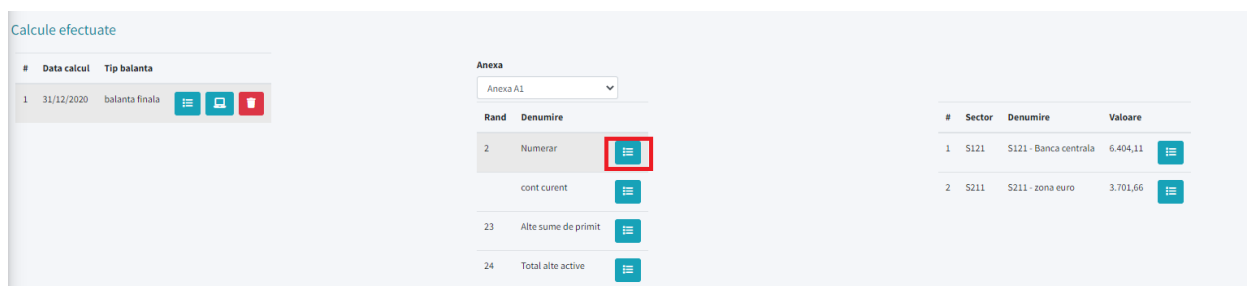 Calcule efectuate
# Data calcul Tip balanta
1 31/12/2020 balanta finala
Anexa
Anexa A1
Rand Denumire
2 Numerar
cont curent
23 Alte sume de primit
24 Total alte active
# Sector Denumire Valoare
1 S121 S121 - Banca centrala 6.404,11
2 S211 S211 - zona euro 3.701,66